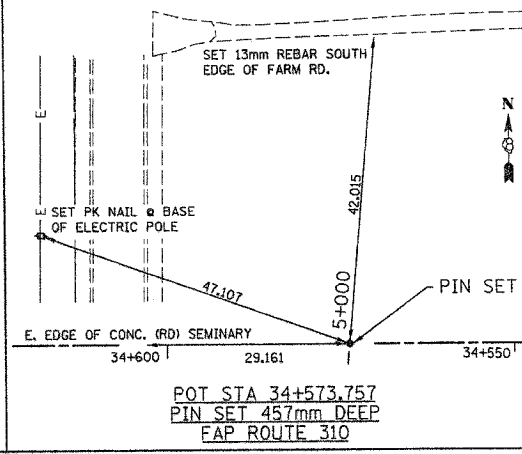 SET 13mm REBAR SOUTH
EDGE OF FARM RD.
N
E
42.015
E SET PK NAIL @ BASE
OF ELECTRIC POLE
47.107
5+000
PIN SET
E. EDGE OF CONC. (RD) SEMINARY
34+600
29.161
34+550
POT STA 34+573.757
PIN SET 457mm DEEP
FAP ROUTE 310